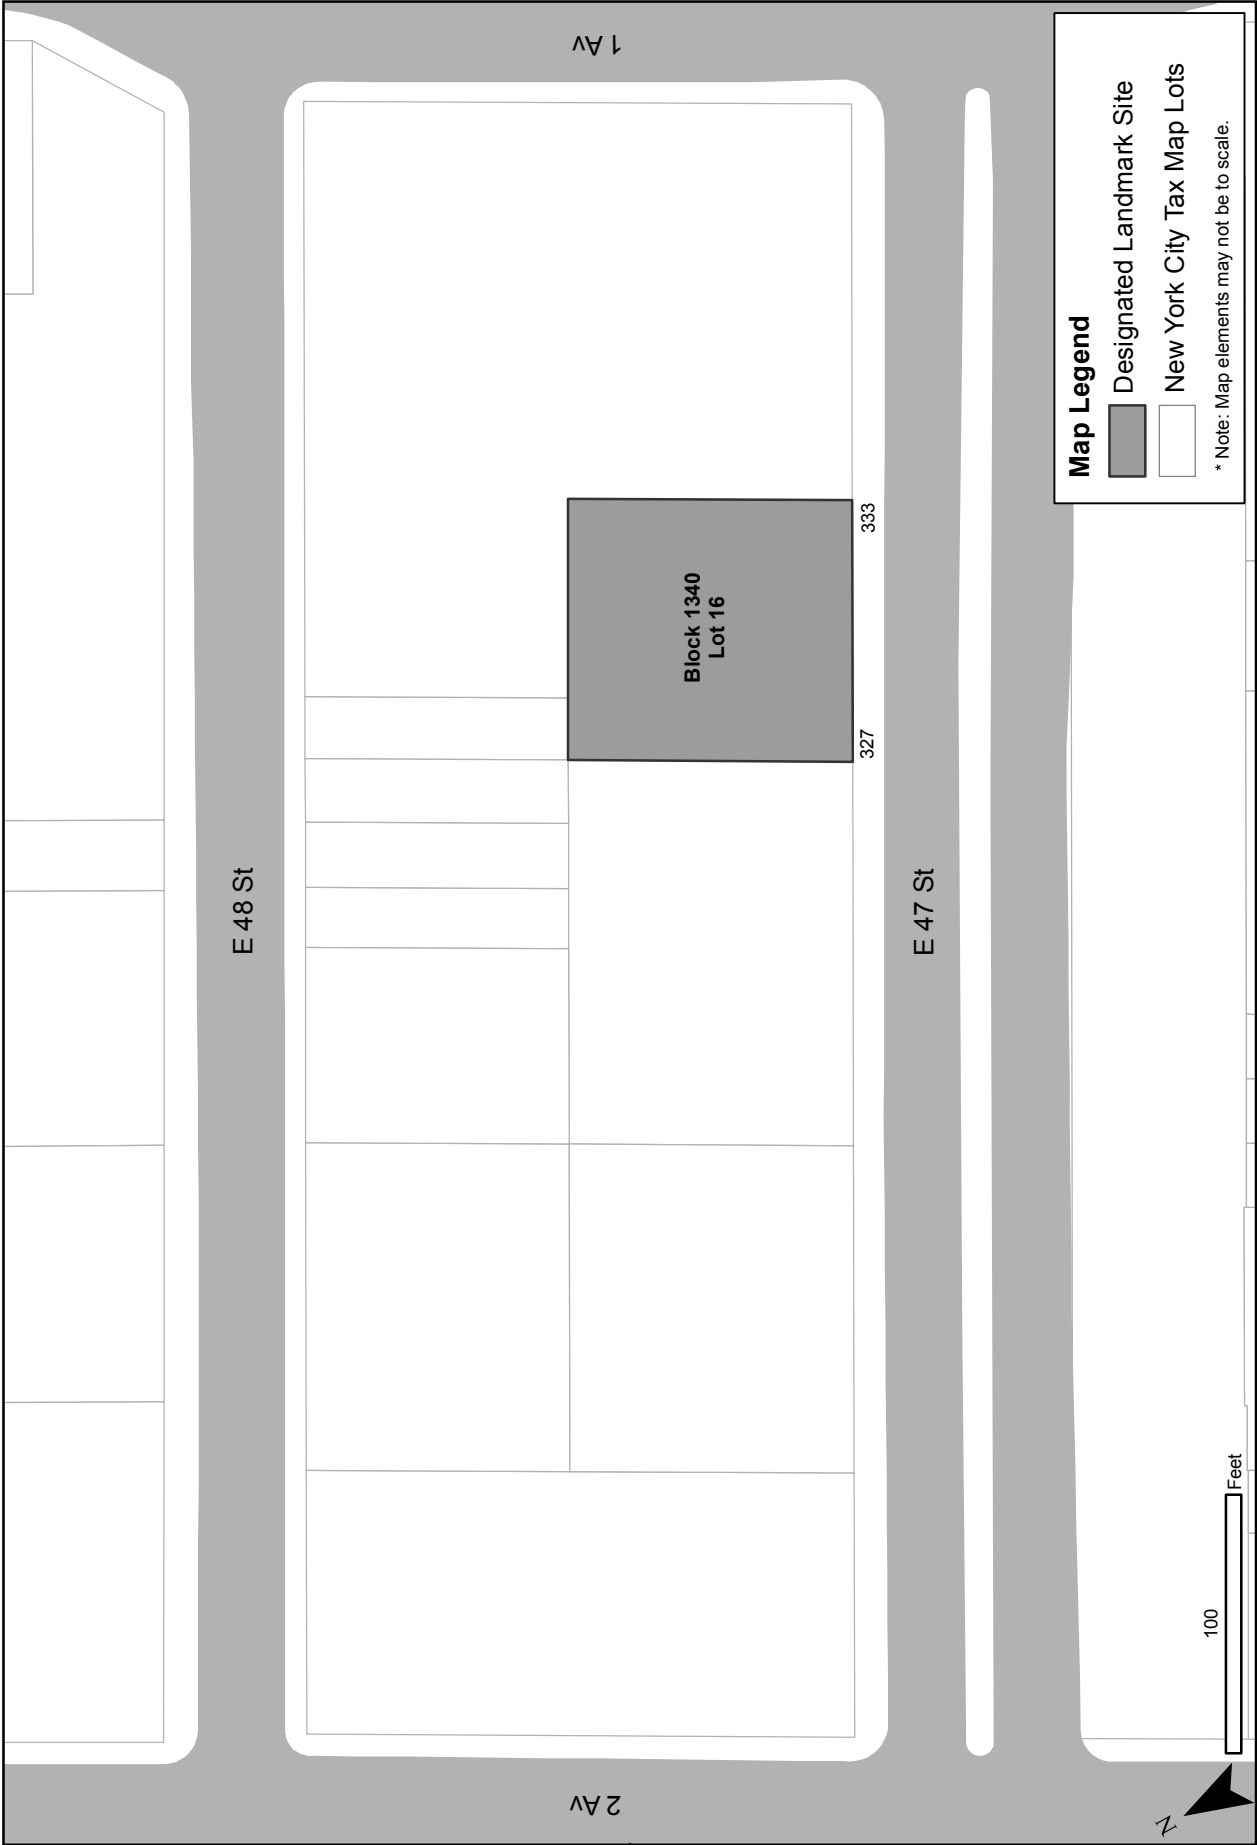 E 48 St
2 Av
1 Av
Block 1340
Lot 16
327
333
E 47 St
Map Legend
Designated Landmark Site
New York City Tax Map Lots
* Note: Map elements may not be to scale.
100
Feet
N